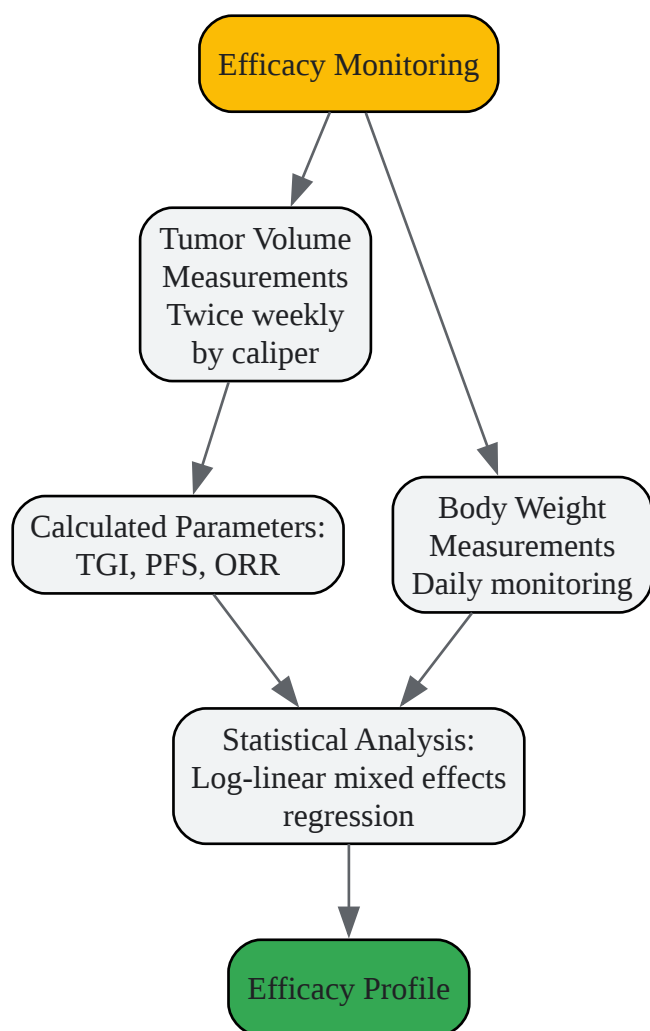 Efficacy Monitoring
Tumor Volume
Measurements
Twice weekly
by caliper
Calculated Parameters:
TGI, PFS, ORR
Body Weight
Measurements
Daily monitoring
Statistical Analysis:
Log-linear mixed effects
regression
Efficacy Profile